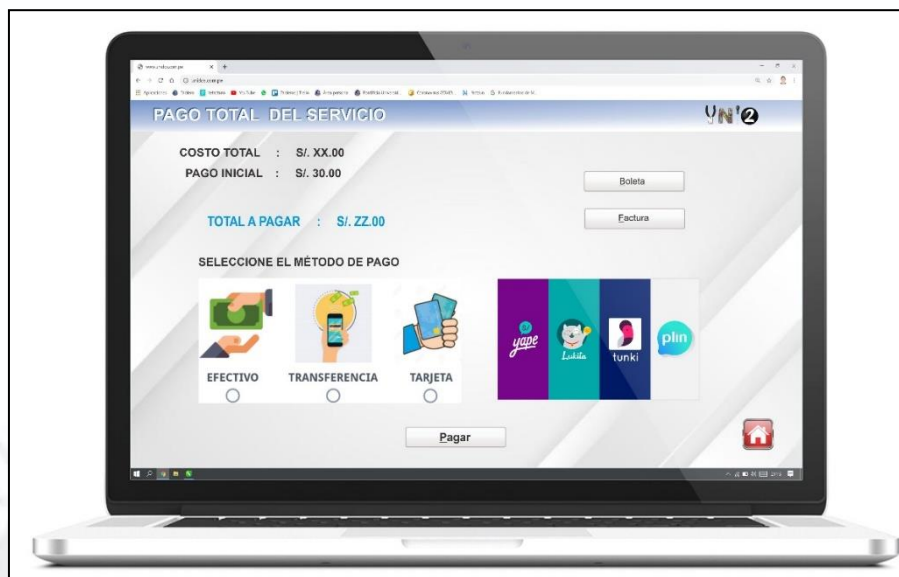 PAGO TOTAL DEL SERVICIO
YN'2
COSTO TOTAL : S/. XX.00
PAGO INICIAL : S/. 30.00
Boleta
TOTAL A PAGAR : S/. ZZ.00
Factura
SELECCIONE EL MÉTODO DE PAGO
yape
Lukita
tunki
plin
EFECTIVO
TRANSFERENCIA
TARJETA
Pagar